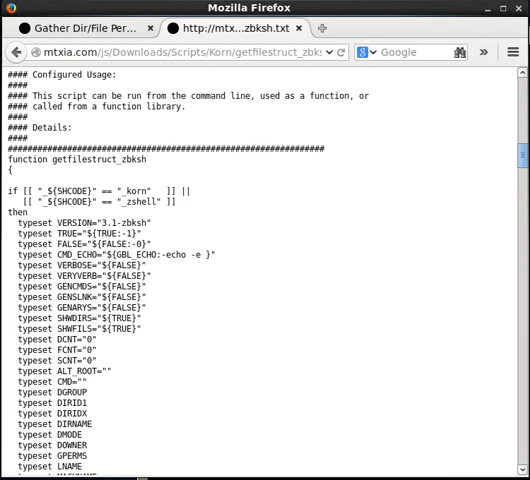 Mozilla Firefox
Gather Dir/File Per...
http://mtx...zbksh.txt
mtxia.com/js/Downloads/Scripts/Korn/getfilestruct_zbks
Google
#### Configured Usage:
####
#### This script can be run from the command line, used as a function, or
#### called from a function library.
####
#### Details:
####
################################################################
function getfilestruct_zbksh
{
if [[ "_${SHCODE}" == "_korn"   ]] ||
   [[ "_${SHCODE}" == "_zshell" ]]
then
  typeset VERSION="3.1-zbksh"
  typeset TRUE="${TRUE:-1}"
  typeset FALSE="${FALSE:-0}"
  typeset CMD_ECHO="${GBL_ECHO:-echo -e }"
  typeset VERBOSE="${FALSE}"
  typeset VERYVERB="${FALSE}"
  typeset GENCMDS="${FALSE}"
  typeset GENSLNK="${FALSE}"
  typeset GENARYS="${FALSE}"
  typeset SHWDIRS="${TRUE}"
  typeset SHWFILS="${TRUE}"
  typeset DCNT="0"
  typeset FCNT="0"
  typeset SCNT="0"
  typeset ALT_ROOT=""
  typeset CMD=""
  typeset DGROUP
  typeset DIRID1
  typeset DIRIDX
  typeset DIRNAME
  typeset DMODE
  typeset DOWNER
  typeset GPERMS
  typeset LNAME